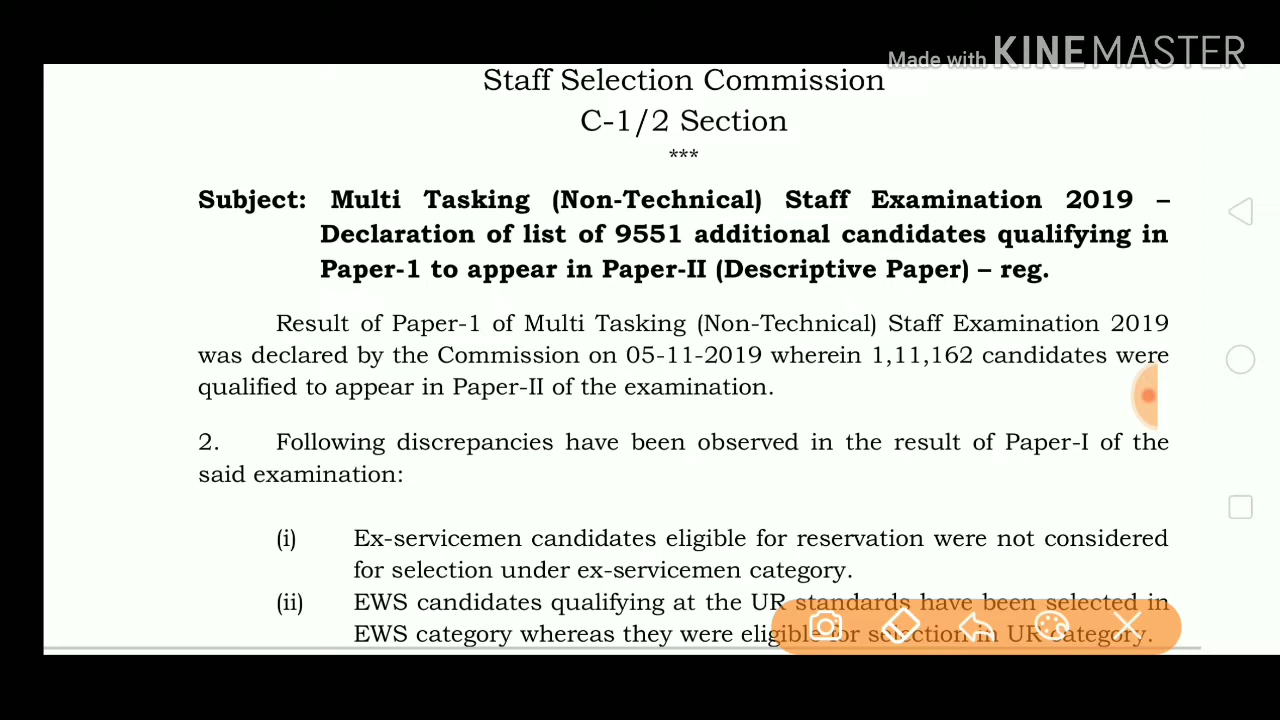 Made with KINEMASTER
Staff Selection Commission
C-1/2 Section
***
Subject: Multi Tasking (Non-Technical) Staff Examination 2019 –
Declaration of list of 9551 additional candidates qualifying in
Paper-1 to appear in Paper-II (Descriptive Paper) – reg.
Result of Paper-1 of Multi Tasking (Non-Technical) Staff Examination 2019
was declared by the Commission on 05-11-2019 wherein 1,11,162 candidates were
qualified to appear in Paper-II of the examination.
2. Following discrepancies have been observed in the result of Paper-I of the
said examination:
(i) Ex-servicemen candidates eligible for reservation were not considered
for selection under ex-servicemen category.
(ii) EWS candidates qualifying at the UR standards have been selected in
EWS category whereas they were eligible for selection in UR category.